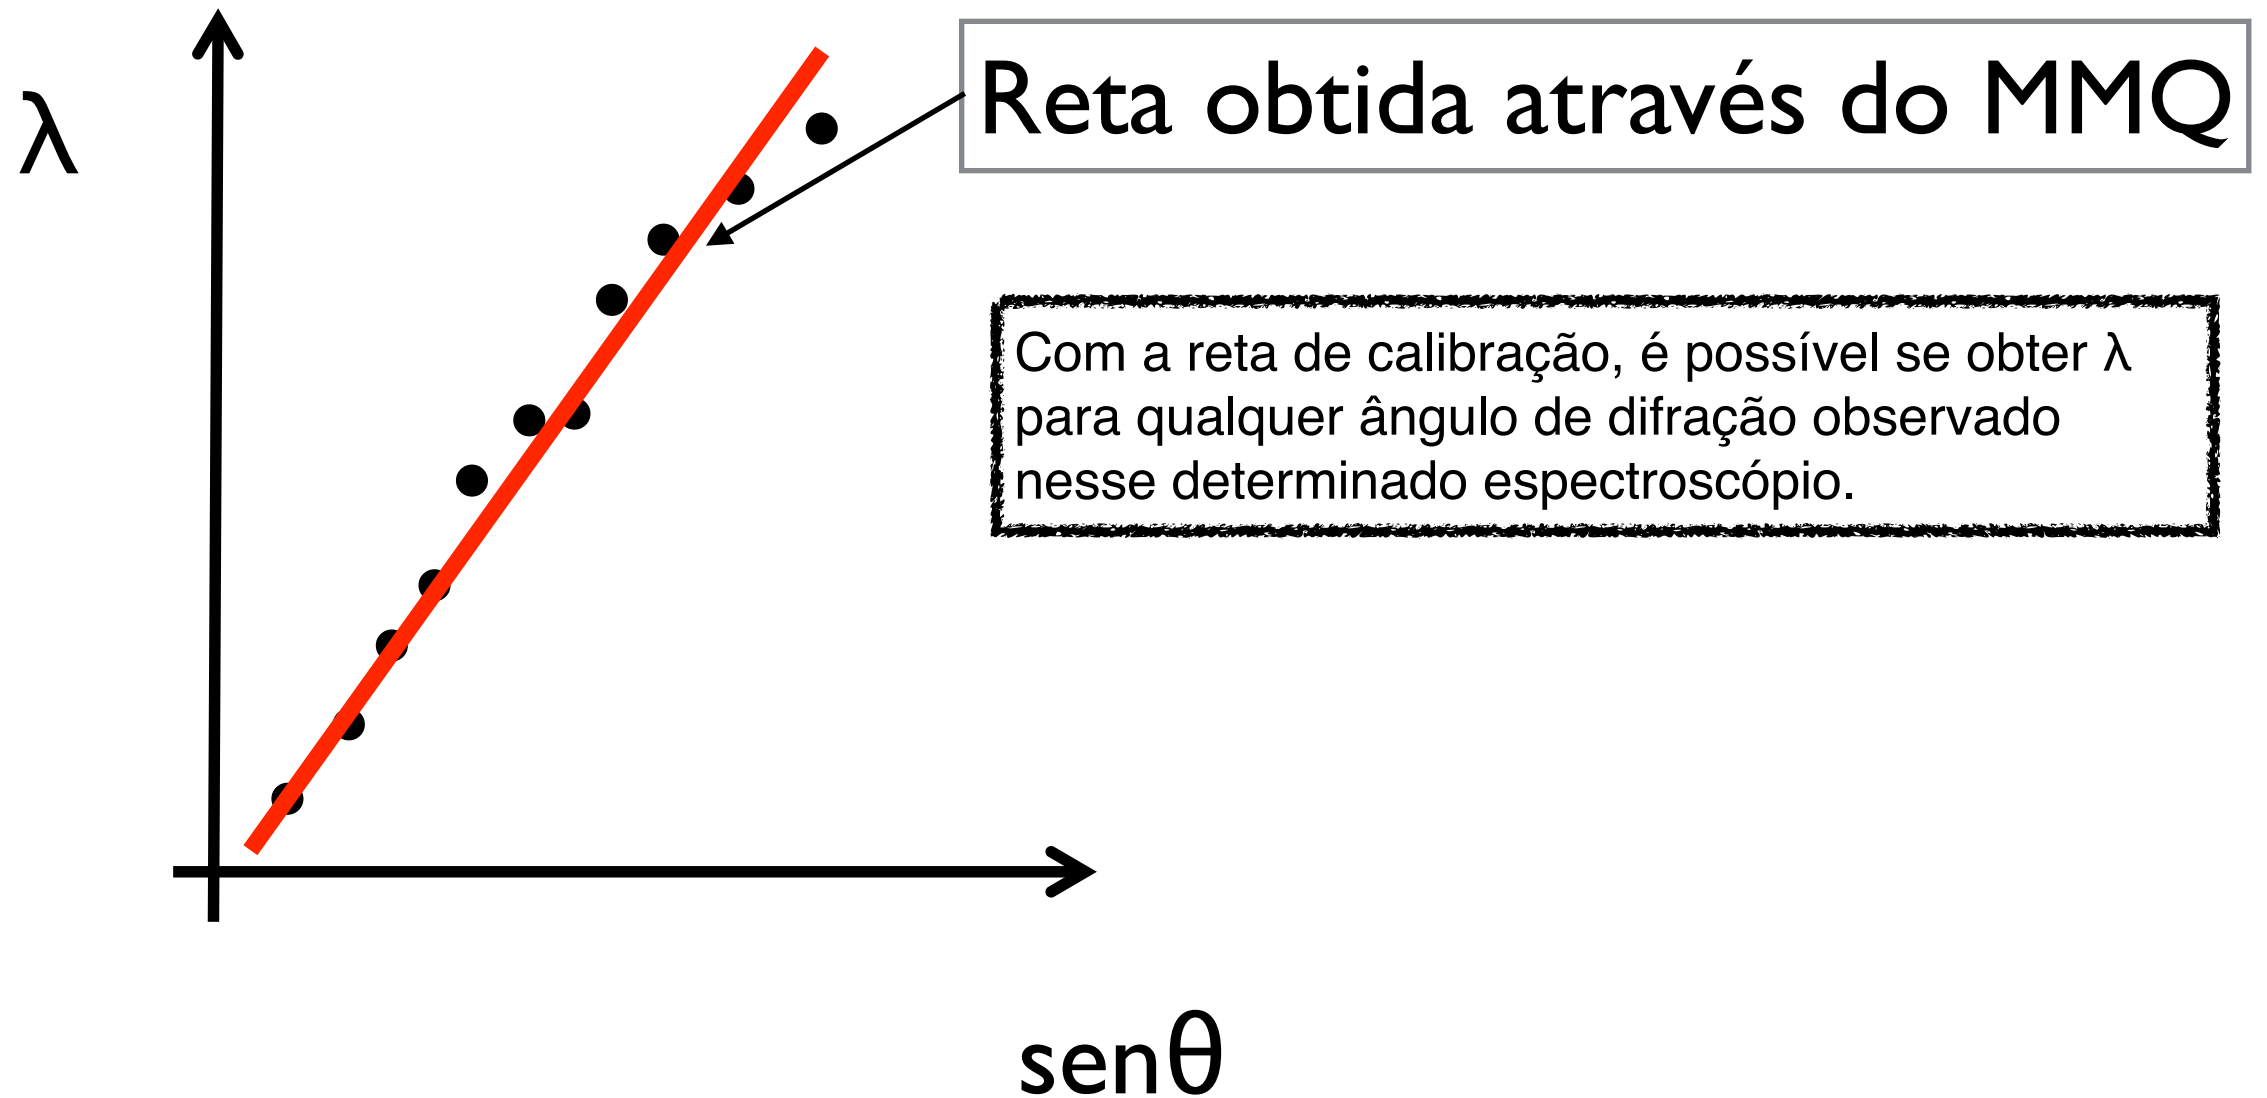 λ
Reta obtida através do MMQ
Com a reta de calibração, é possível se obter λ
para qualquer ângulo de difração observado
nesse determinado espectroscópio.
senθ